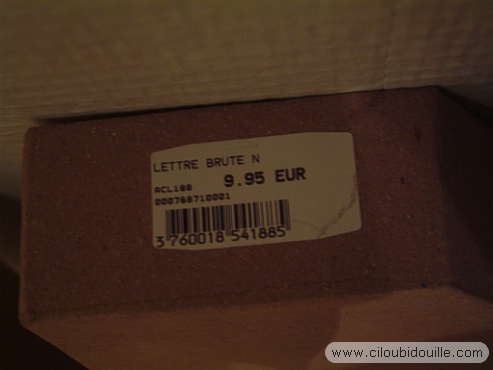 LETTRE BRUTE N
ACL188
9.95 EUR
000768710001
3 760018 541885
www.ciloubidouille.com